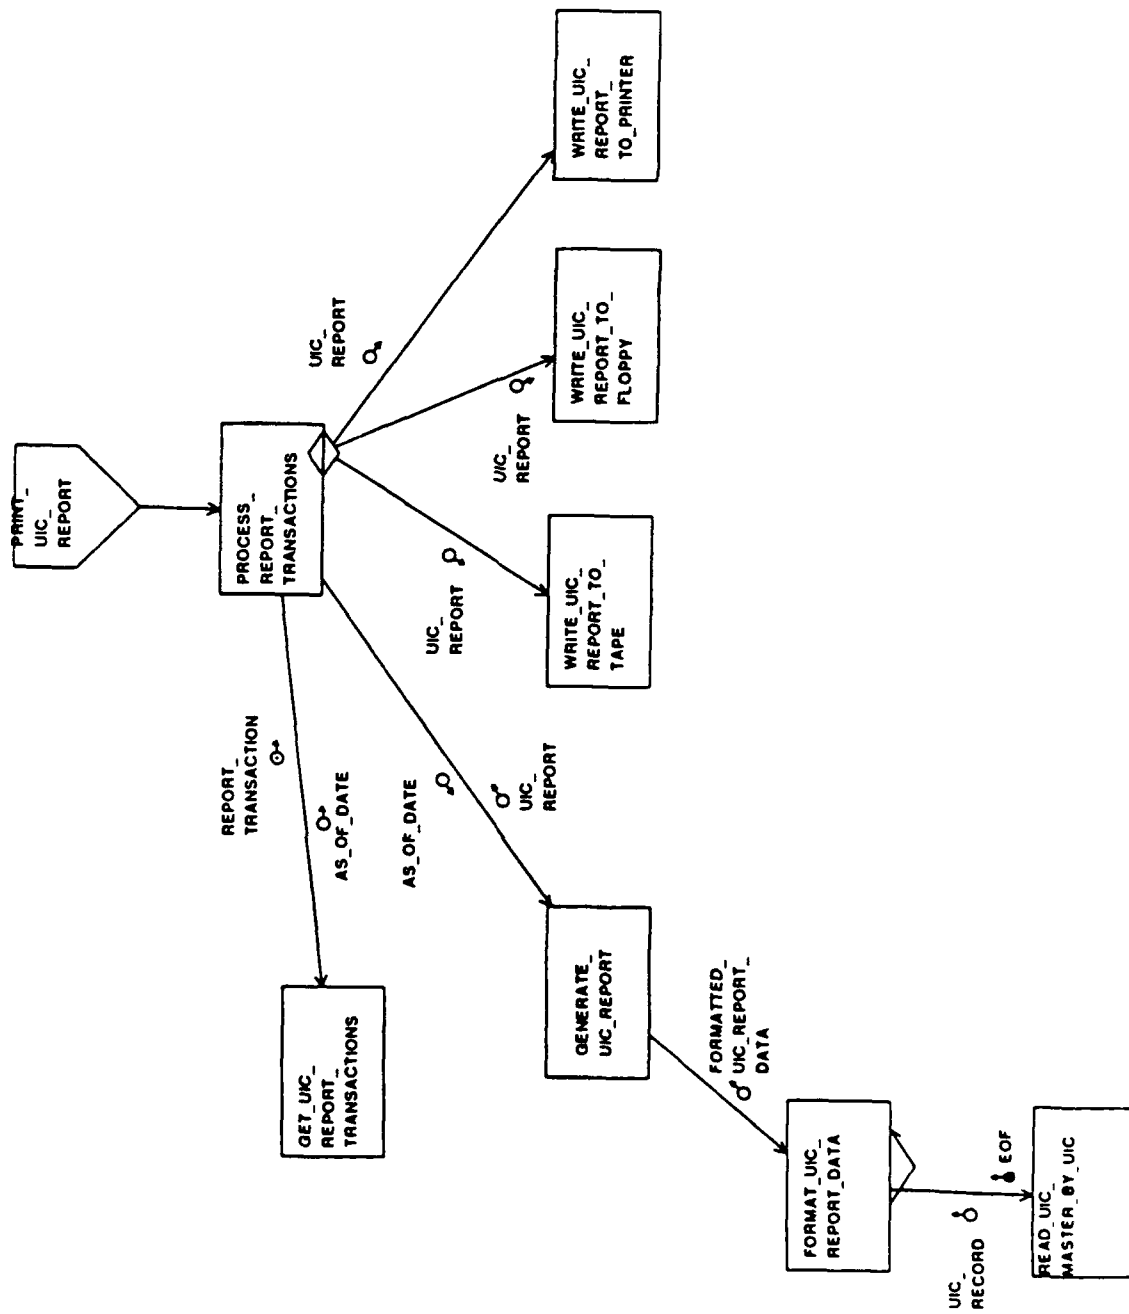 PRINT_
UIC_
REPORT
PROCESS_
REPORT_
TRANSACTIONS
REPORT_
TRANSACTION
AS_OF_DATE
GET_UIC_
REPORT_
TRANSACTIONS
AS_OF_DATE
UIC_
REPORT
GENERATE_
UIC_REPORT
UIC_
REPORT
WRITE_UIC_
REPORT_TO_
TAPE
UIC_
REPORT
WRITE_UIC_
REPORT_TO_
FLOPPY
UIC_
REPORT
WRITE_UIC_
REPORT_
TO_PRINTER
FORMATTED_
UIC_REPORT_
DATA
FORMAT_UIC_
REPORT_DATA
UIC_
RECORD
EOF
READ_UIC_
MASTER_BY_UIC